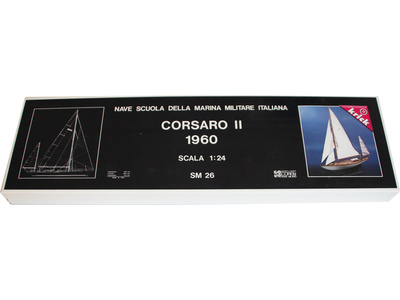 NAVE SCUOLA DELLA MARINA MILITARE ITALIANA
krick
CORSARO II
1960
SCALA 1:24
SM 26